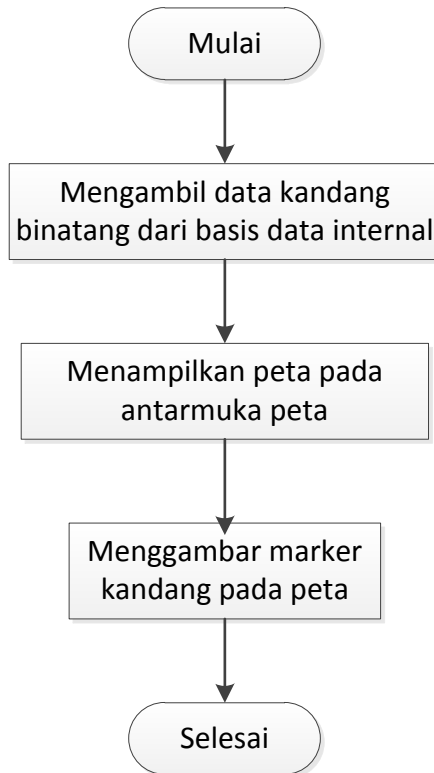 Mulai
Mengambil data kandang
binatang dari basis data internal
Menampilkan peta pada
antarmuka peta
Menggambar marker
kandang pada peta
Selesai